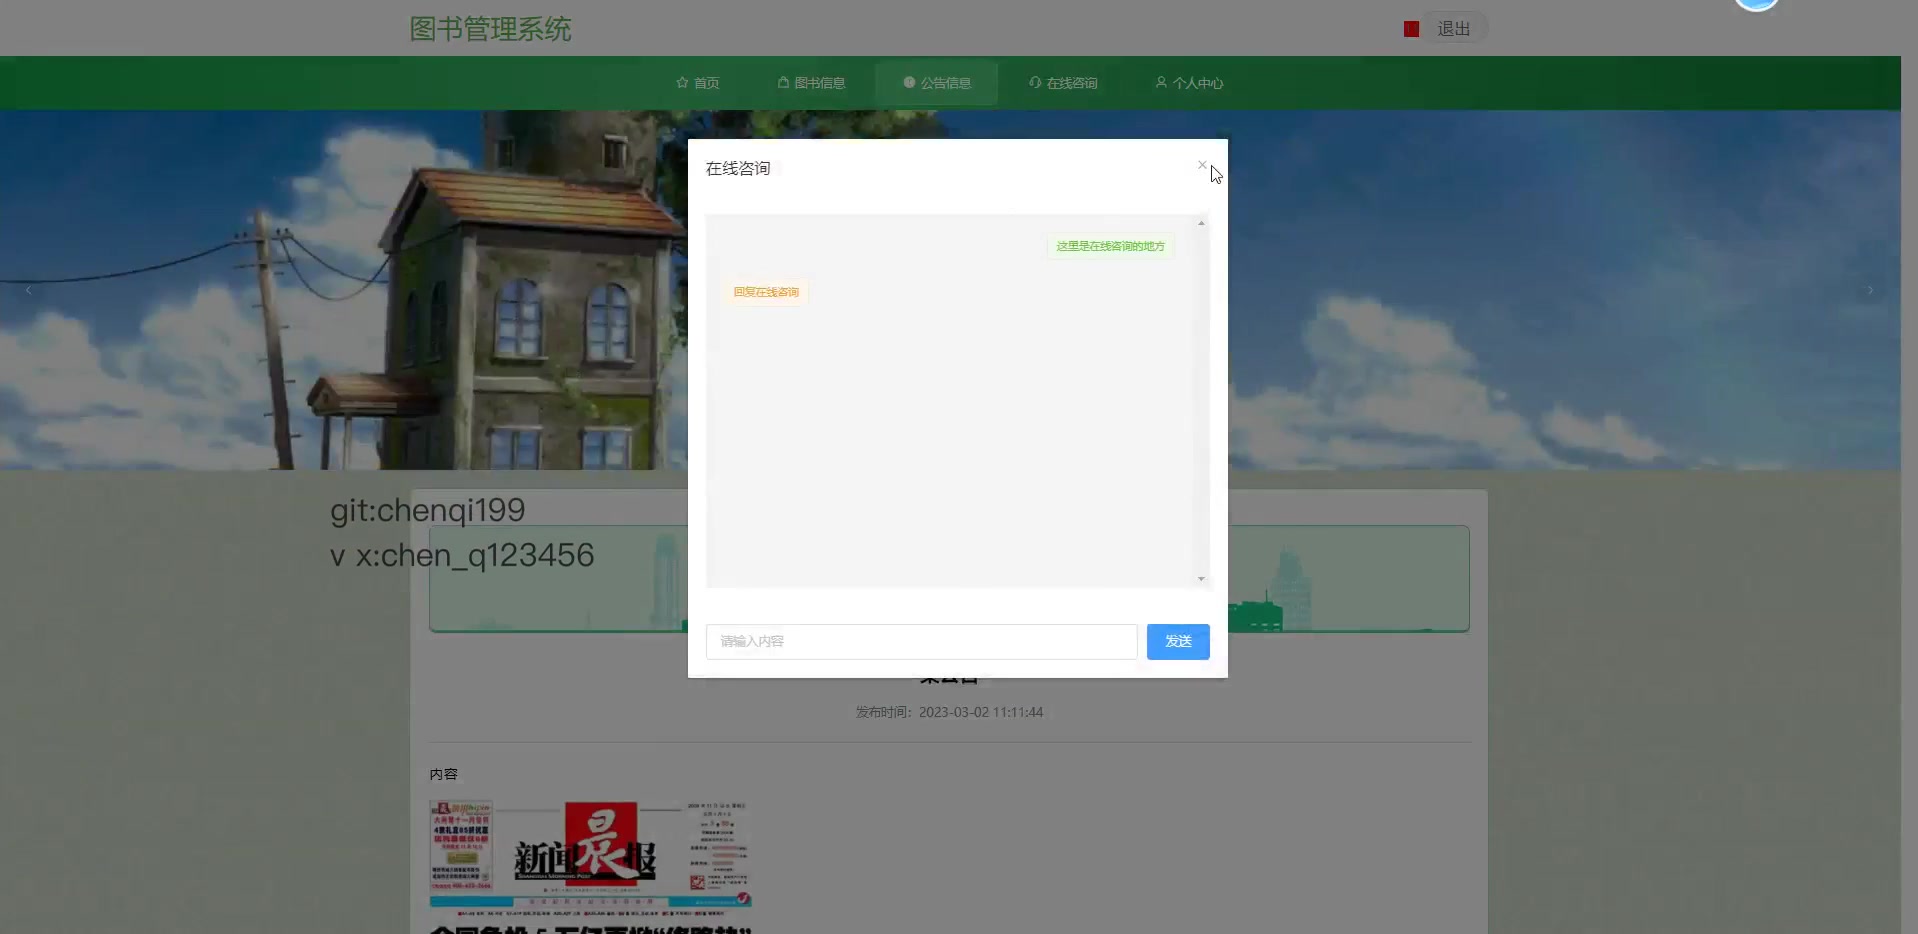 图书管理系统
退出
首页
图书信息
公告信息
在线咨询
个人中心
在线咨询
这里是在线咨询的地方
回复在线咨询
git:chenqi199
v x:chen_q123456
请输入内容
发送
发布时间：2023-03-02 11:11:44
内容
新闻晨报
SHANGHAI MORNING POST